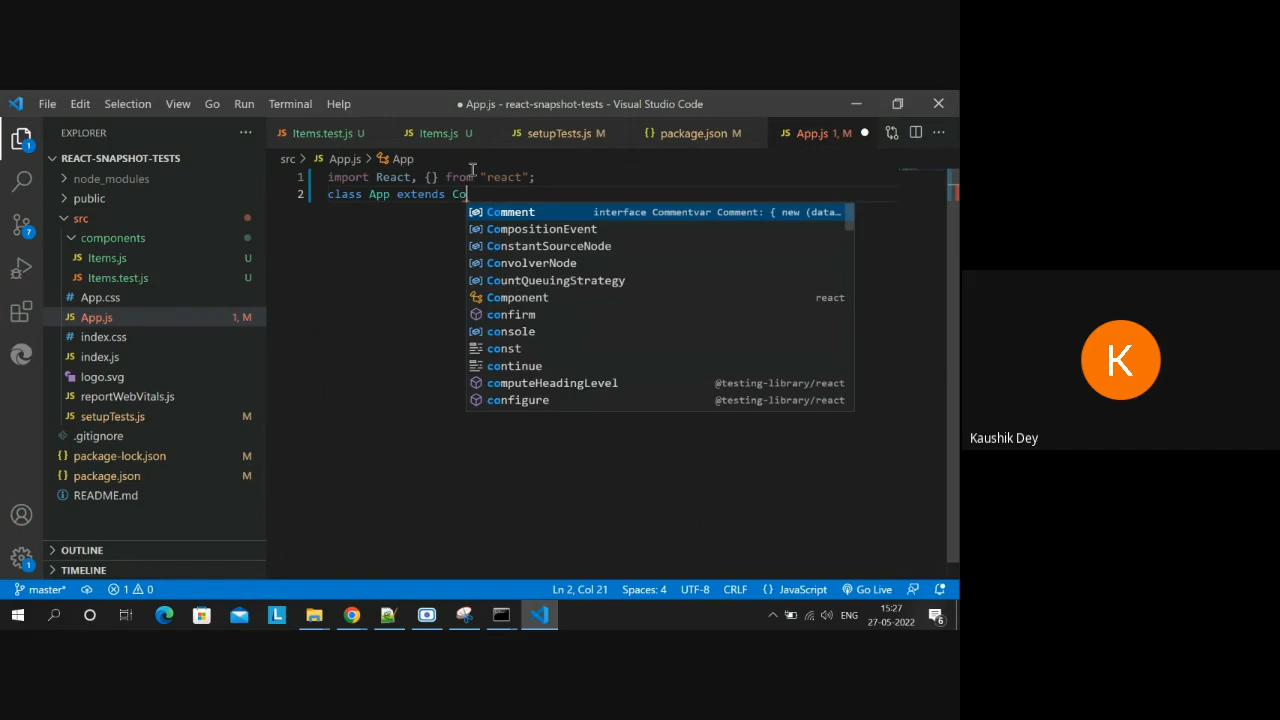 File Edit Selection View Go Run Terminal Help
● App.js - react-snapshot-tests - Visual Studio Code
EXPLORER
Items.test.js U
Items.js U
setupTests.js M
package.json M
App.js 1, M
REACT-SNAPSHOT-TESTS
node_modules
public
src
components
Items.js U
Items.test.js U
App.css
App.js 1, M
index.css
index.js
logo.svg
reportWebVitals.js
setupTests.js M
.gitignore
package-lock.json M
package.json M
README.md
OUTLINE
TIMELINE
src > JS App.js > App
1 import React, {} from "react";
2 class App extends Co
Comment interface Commentvar Comment: { new (data…
CompositionEvent
ConstantSourceNode
ConvolverNode
CountQueuingStrategy
Component react
confirm
console
const
continue
computeHeadingLevel @testing-library/react
configure @testing-library/react
K
Kaushik Dey
1
7
1
master* 1 0 Ln 2, Col 21 Spaces: 4 UTF-8 CRLF {} JavaScript Go Live
L ENG 15:27
27-05-2022 6